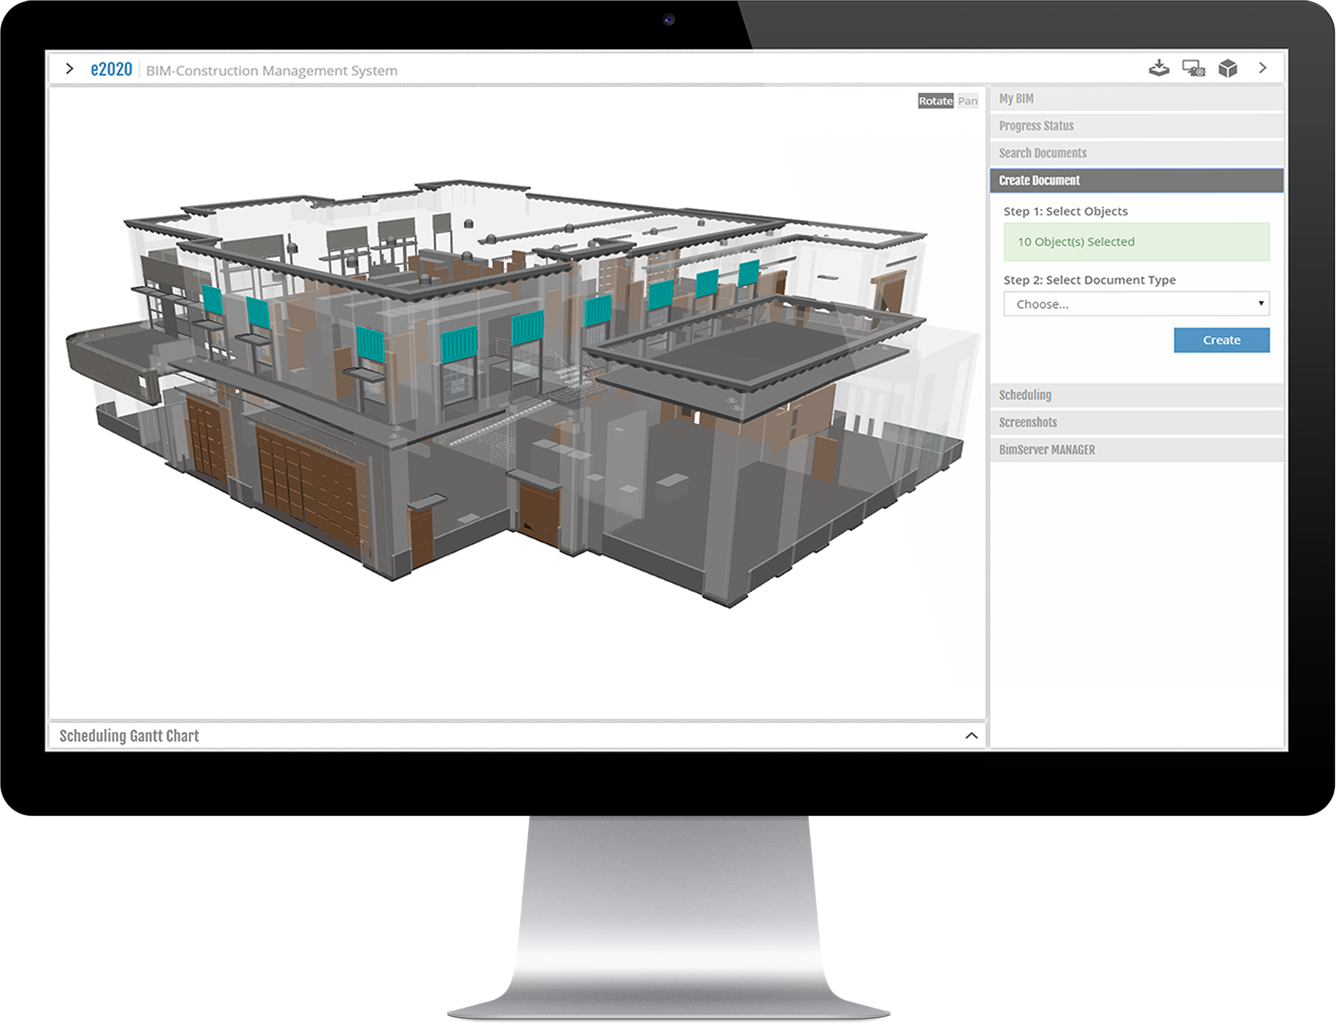 e2020 BIM-Construction Management System
Rotate Pan
My BIM
Progress Status
Search Documents
Create Document
Step 1: Select Objects
10 Object(s) Selected
Step 2: Select Document Type
Choose...
Create
Scheduling
Screenshots
BimServer MANAGER
Scheduling Gantt Chart